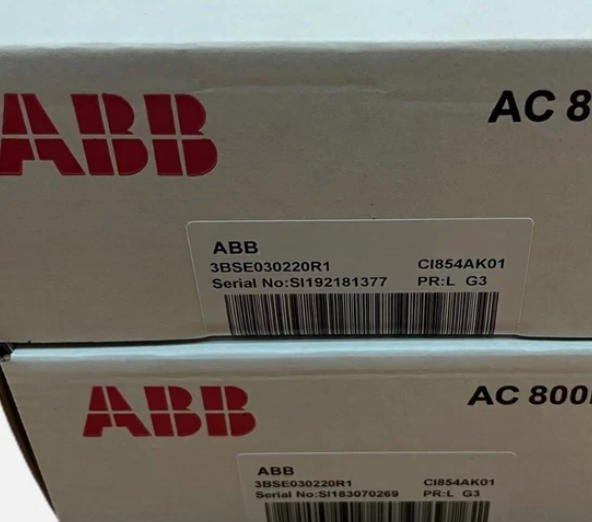 ABB AC 8
ABB
3BSE030220R1 CI854AK01
Serial No:SI192181377 PR:L G3
ABB AC 800
ABB
3BSE030220R1 CI854AK01
Serial No:SI183070269 PR:L G3